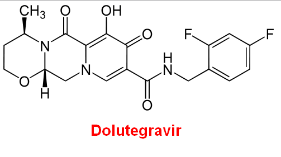 CH₃ O OH
F F
N O
H
N N
O
H
O
Dolutegravir